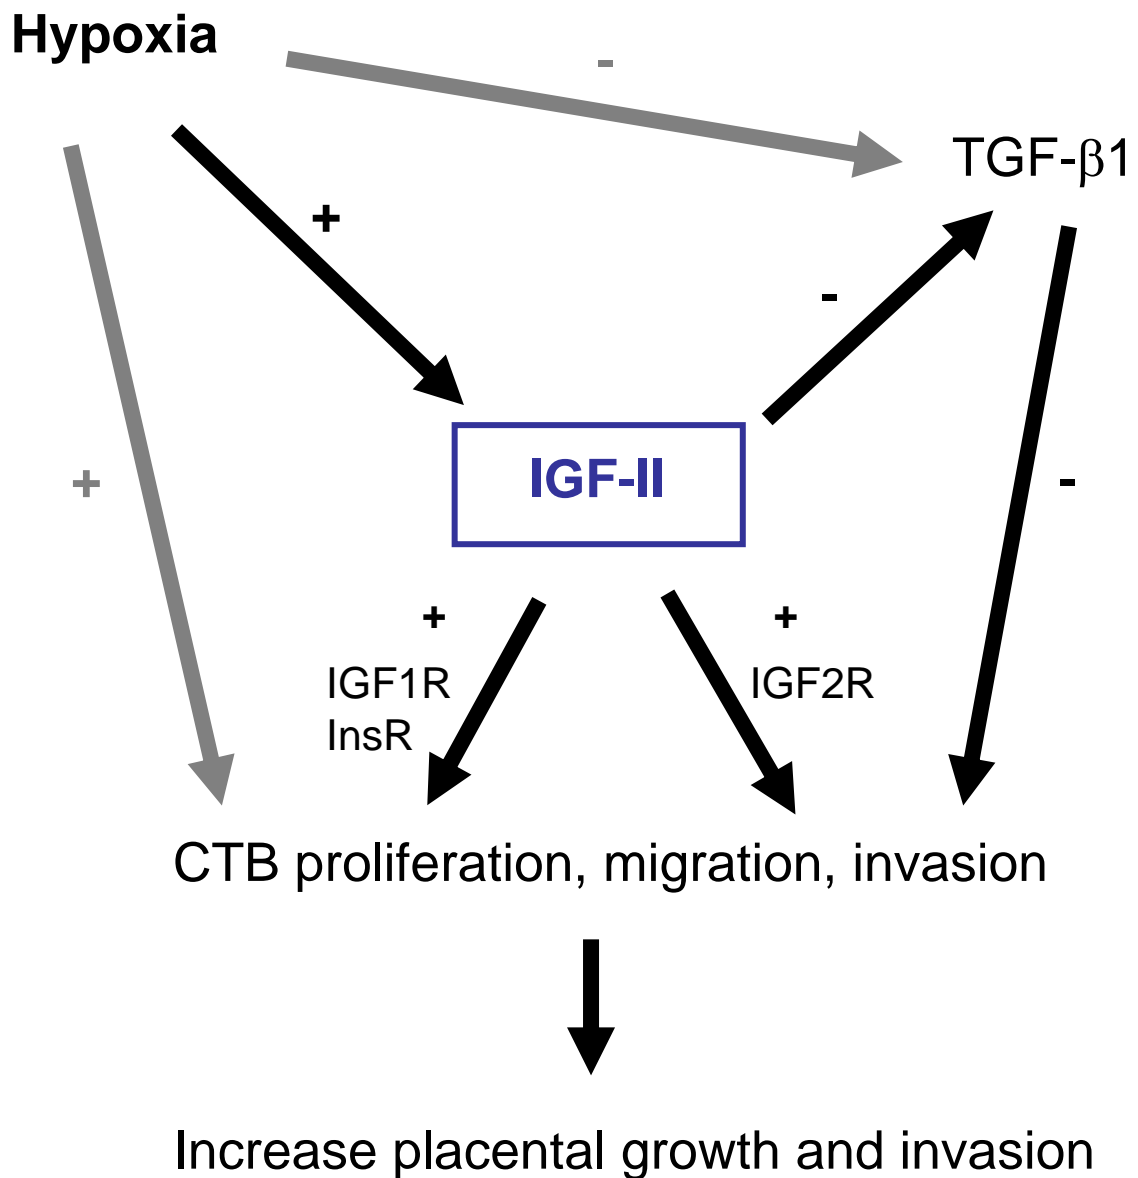 Hypoxia
-
TGF-β1
+
-
+
IGF-II
-
+
+
IGF1R
IGF2R
InsR
CTB proliferation, migration, invasion
Increase placental growth and invasion